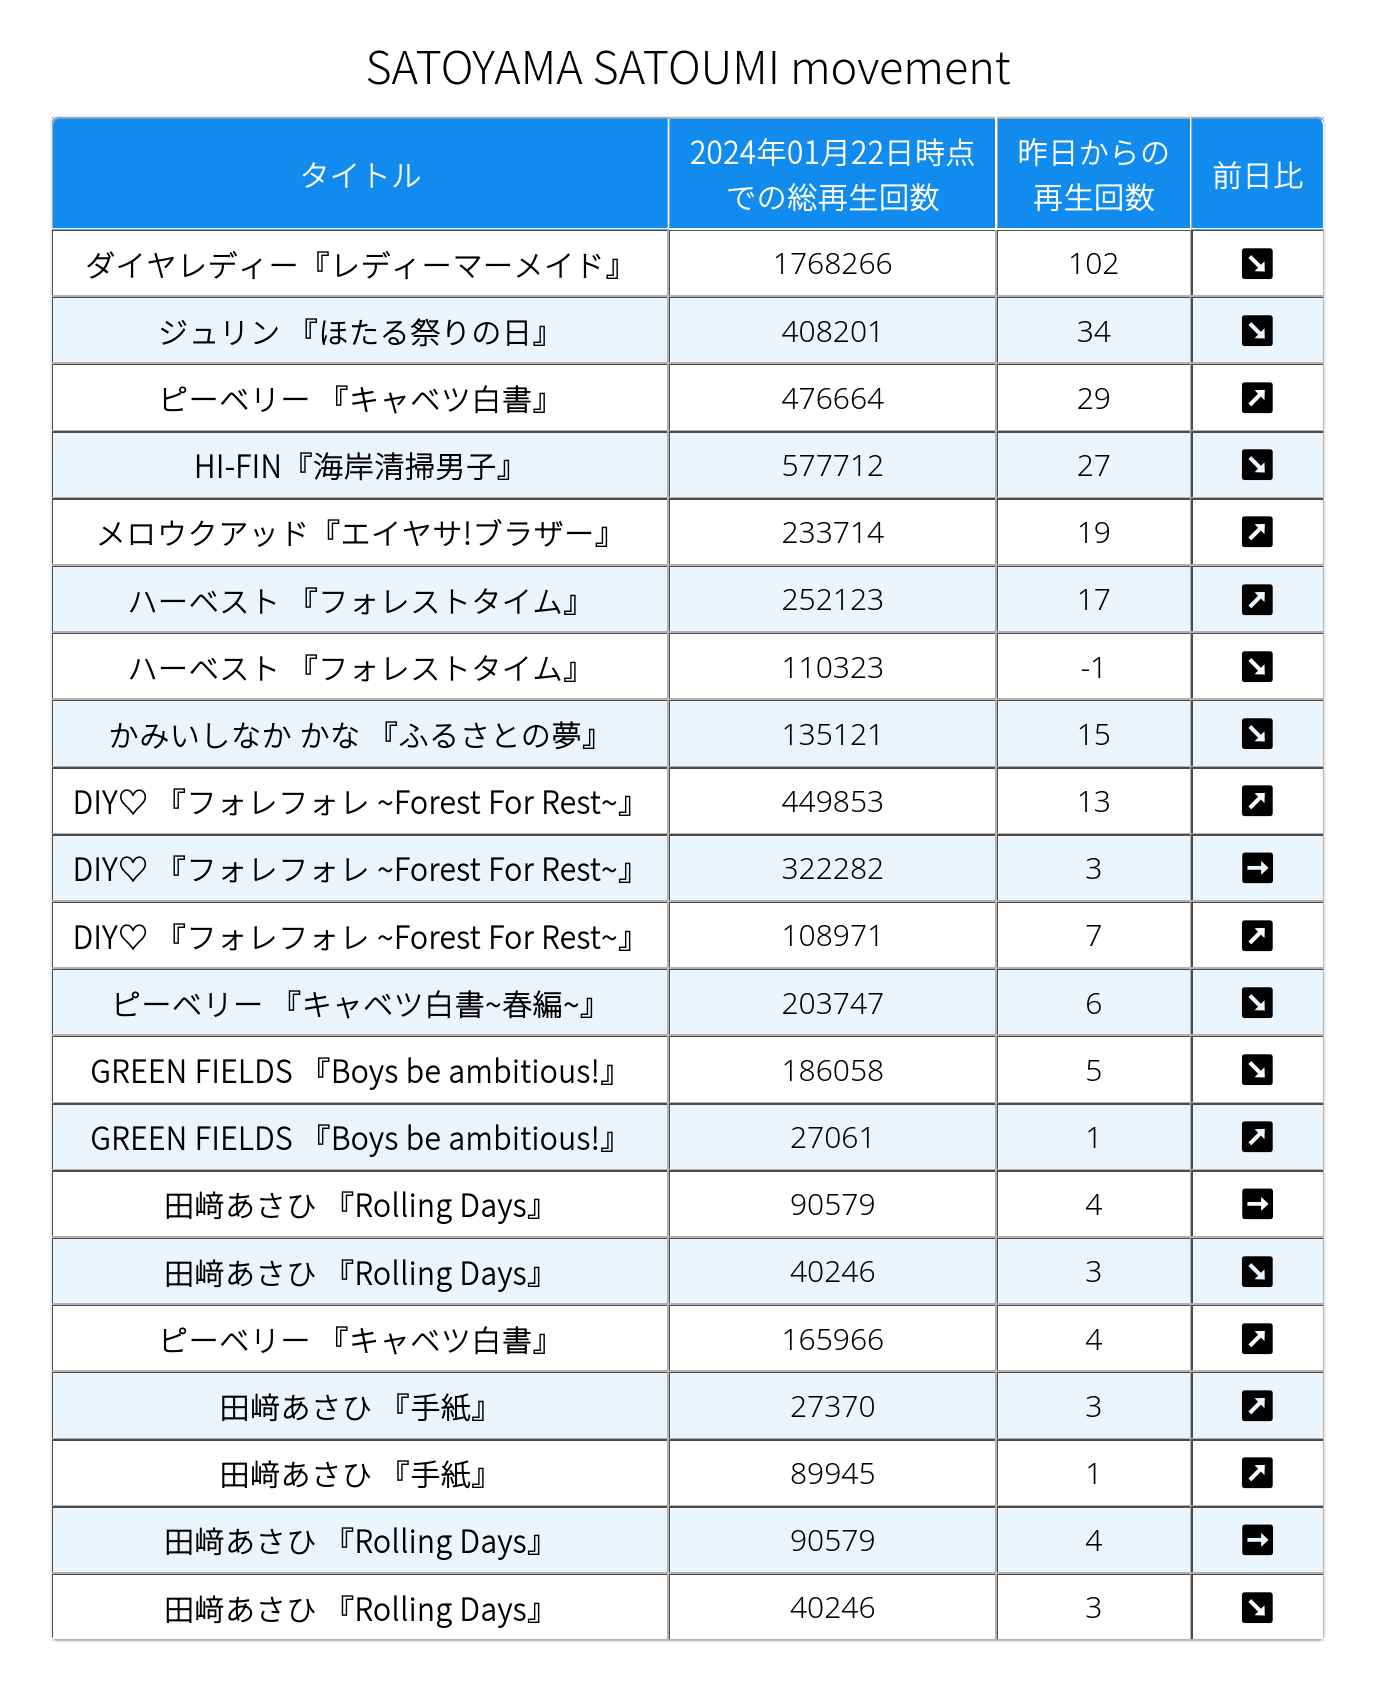 SATOYAMA SATOUMI movement
タイトル 2024年01月22日時点での総再生回数 昨日からの再生回数 前日比
ダイヤレディー『レディーマーメイド』 1768266 102 ↘
ジュリン 『ほたる祭りの日』 408201 34 ↘
ピーベリー 『キャベツ白書』 476664 29 ↗
HI-FIN『海岸清掃男子』 577712 27 ↘
メロウクアッド『エイヤサ!ブラザー』 233714 19 ↗
ハーベスト 『フォレストタイム』 252123 17 ↗
ハーベスト 『フォレストタイム』 110323 -1 ↘
かみいしなか かな 『ふるさとの夢』 135121 15 ↘
DIY♡ 『フォレフォレ ~Forest For Rest~』 449853 13 ↗
DIY♡ 『フォレフォレ ~Forest For Rest~』 322282 3 →
DIY♡ 『フォレフォレ ~Forest For Rest~』 108971 7 ↗
ピーベリー 『キャベツ白書~春編~』 203747 6 ↘
GREEN FIELDS 『Boys be ambitious!』 186058 5 ↘
GREEN FIELDS 『Boys be ambitious!』 27061 1 ↗
田﨑あさひ 『Rolling Days』 90579 4 →
田﨑あさひ 『Rolling Days』 40246 3 ↘
ピーベリー 『キャベツ白書』 165966 4 ↗
田﨑あさひ 『手紙』 27370 3 ↗
田﨑あさひ 『手紙』 89945 1 ↗
田﨑あさひ 『Rolling Days』 90579 4 →
田﨑あさひ 『Rolling Days』 40246 3 ↘